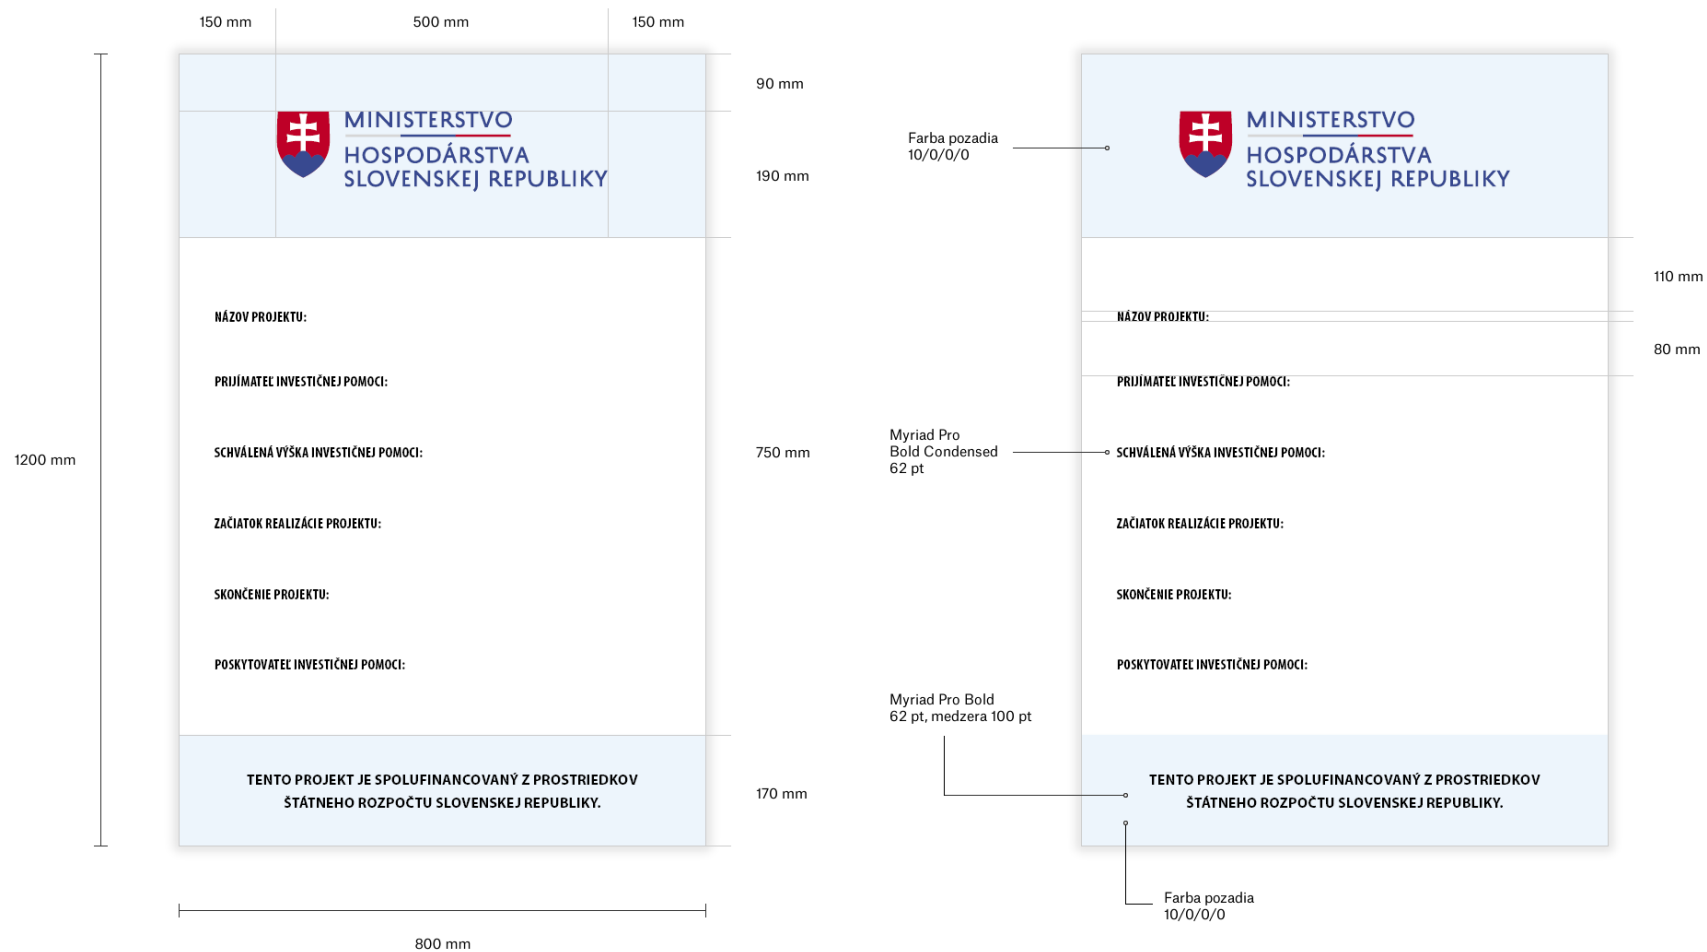 150 mm
500 mm
150 mm
90 mm
190 mm
750 mm
170 mm
1200 mm
800 mm
MINISTERSTVO
HOSPODÁRSTVA
SLOVENSKEJ REPUBLIKY
NÁZOV PROJEKTU:
PRIJÍMATEĽ INVESTIČNEJ POMOCI:
SCHVÁLENÁ VÝŠKA INVESTIČNEJ POMOCI:
ZAČIATOK REALIZÁCIE PROJEKTU:
SKONČENIE PROJEKTU:
POSKYTOVATEĽ INVESTIČNEJ POMOCI:
TENTO PROJEKT JE SPOLUFINANCOVANÝ Z PROSTRIEDKOV
ŠTÁTNEHO ROZPOČTU SLOVENSKEJ REPUBLIKY.
Farba pozadia
10/0/0/0
MINISTERSTVO
HOSPODÁRSTVA
SLOVENSKEJ REPUBLIKY
110 mm
80 mm
NÁZOV PROJEKTU:
PRIJÍMATEĽ INVESTIČNEJ POMOCI:
Myriad Pro
Bold Condensed
62 pt
SCHVÁLENÁ VÝŠKA INVESTIČNEJ POMOCI:
ZAČIATOK REALIZÁCIE PROJEKTU:
SKONČENIE PROJEKTU:
POSKYTOVATEĽ INVESTIČNEJ POMOCI:
Myriad Pro Bold
62 pt, medzera 100 pt
TENTO PROJEKT JE SPOLUFINANCOVANÝ Z PROSTRIEDKOV
ŠTÁTNEHO ROZPOČTU SLOVENSKEJ REPUBLIKY.
Farba pozadia
10/0/0/0